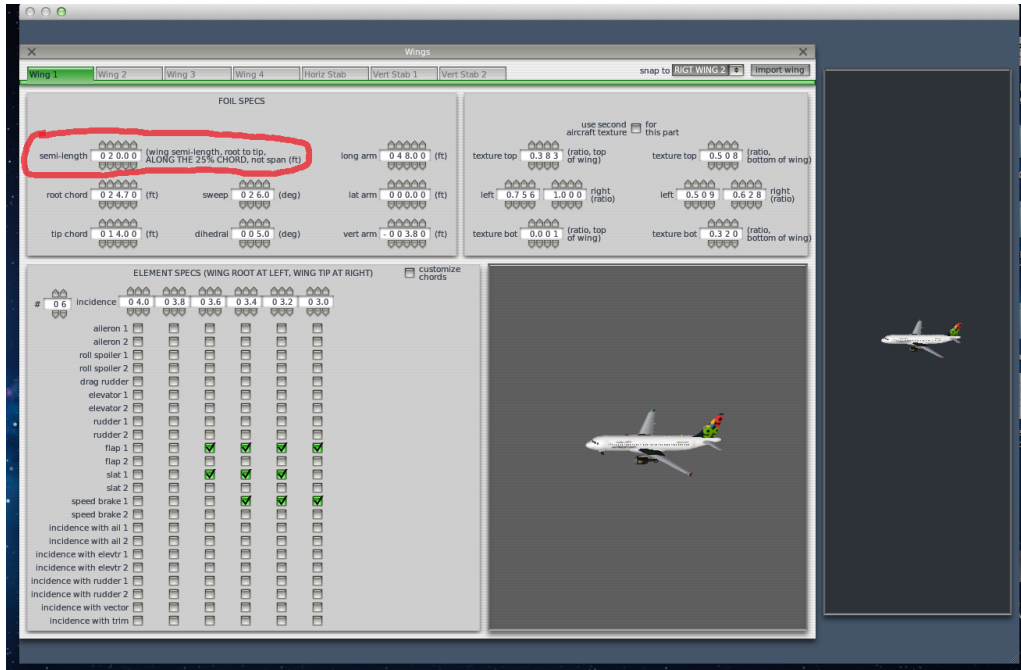 Wings
Wing 1 Wing 2 Wing 3 Wing 4 Horiz Stab Vert Stab 1 Vert Stab 2
snap to RIGT WING 2 import wing
FOIL SPECS
semi-length 0 2 0.0 0 (wing semi-length, root to tip,
ALONG THE 25% CHORD, not span (ft)
long arm 0 4 8.0 0 (ft)
root chord 0 2 4.7 0 (ft) sweep 0 2 6.0 (deg) lat arm 0 0 0.0 0 (ft)
tip chord 0 1 4.0 0 (ft) dihedral 0 0 5.0 (deg) vert arm - 0 0 3.8 0 (ft)
use second for
aircraft texture this part
texture top 0.3 8 3 (ratio, top
of wing)
texture top 0.5 0 8 (ratio,
bottom of wing)
left 0.7 5 6 1.0 0 0 right
(ratio)
left 0.5 0 9 0.6 2 8 right
(ratio)
texture bot 0.0 0 1 (ratio, top)
of wing)
texture bot 0.3 2 0 (ratio,
bottom of wing)
ELEMENT SPECS (WING ROOT AT LEFT, WING TIP AT RIGHT)
customize
chords
# 0 6 incidence 0 4.0 0 3.8 0 3.6 0 3.4 0 3.2 0 3.0
aileron 1
aileron 2
roll spoiler 1
roll spoiler 2
drag rudder
elevator 1
elevator 2
rudder 1
rudder 2
flap 1
flap 2
slat 1
slat 2
speed brake 1
speed brake 2
incidence with ail 1
incidence with ail 2
incidence with elevtr 1
incidence with elevtr 2
incidence with rudder 1
incidence with rudder 2
incidence with vector
incidence with trim